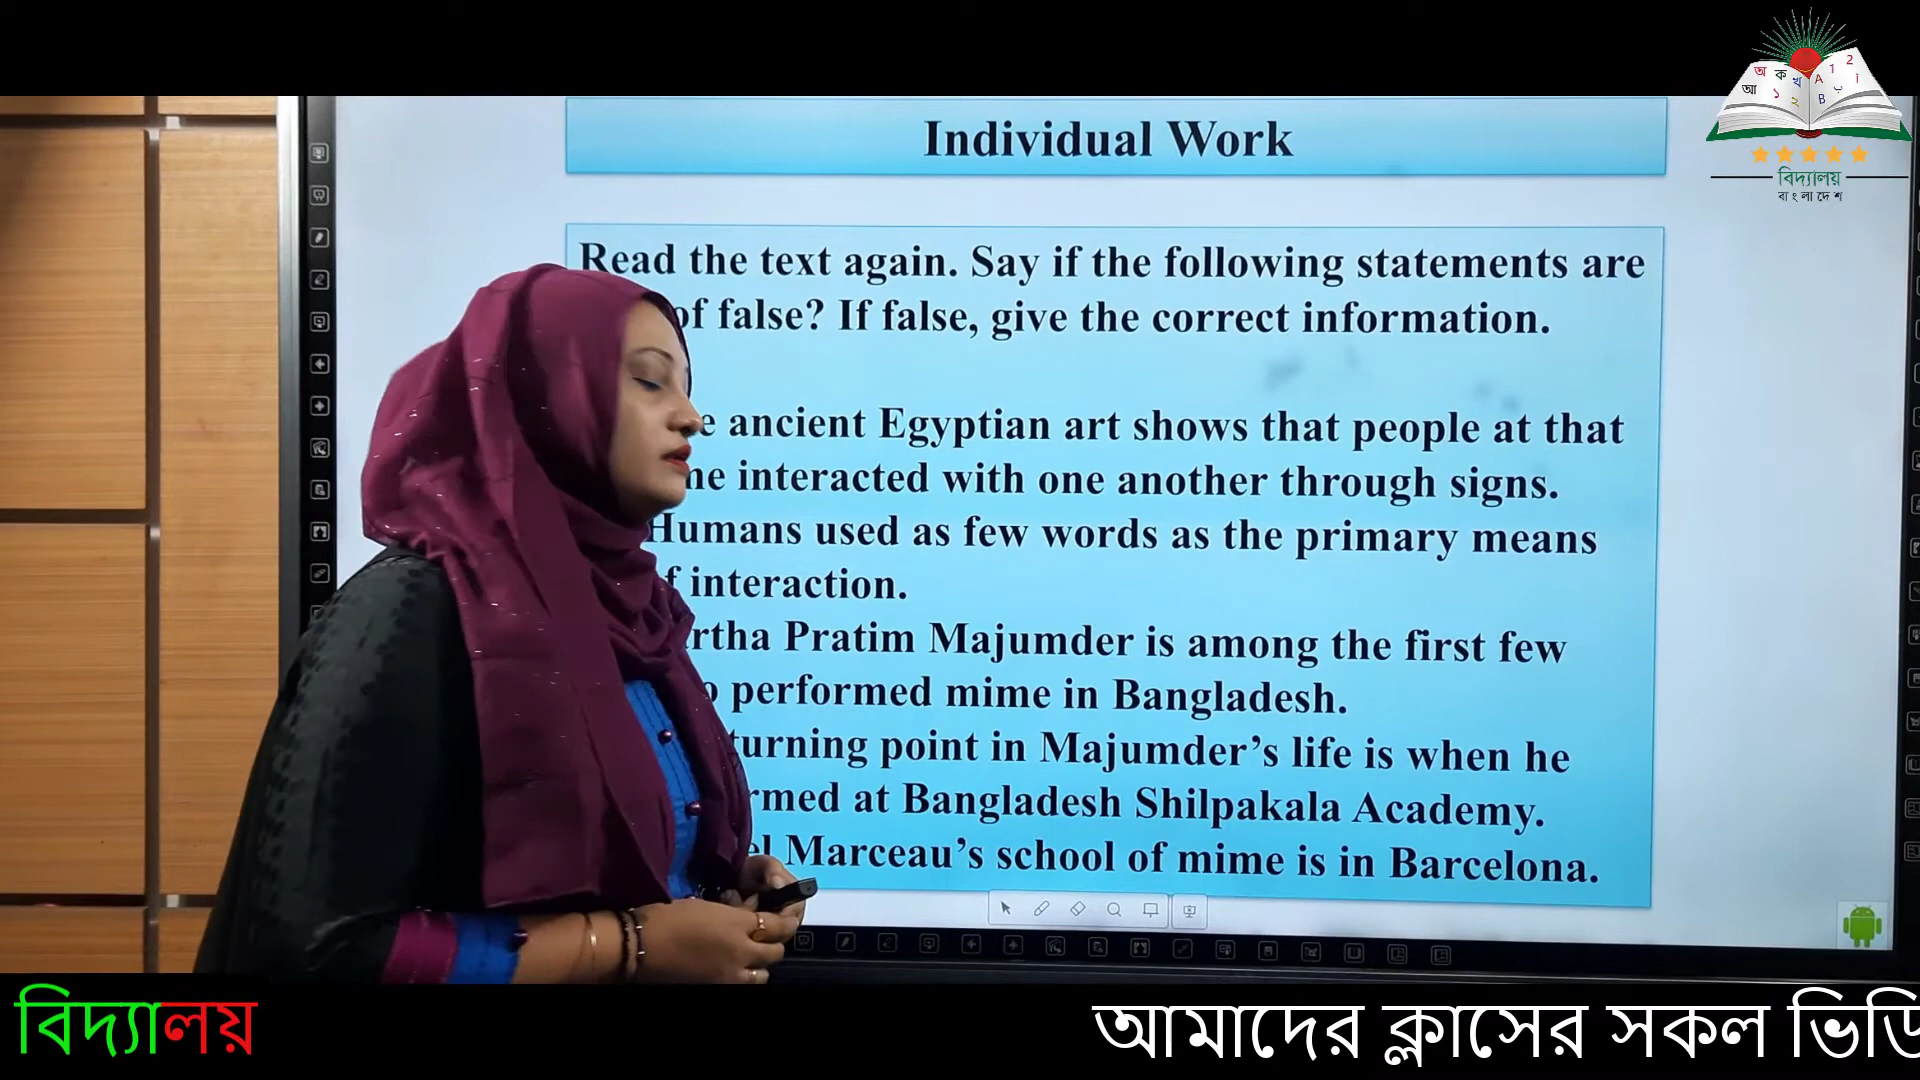 Individual Work
Read the text again. Say if the following statements are
of false? If false, give the correct information.
ancient Egyptian art shows that people at that
interacted with one another through signs.
Humans used as few words as the primary means
interaction.
Pratim Majumder is among the first few
performed mime in Bangladesh.
turning point in Majumder's life is when he
at Bangladesh Shilpakala Academy.
Marceau's school of mime is in Barcelona.
বিদ্যালয়
বাংলাদেশ
বিদ্যালয়
আমাদের ক্লাসের সকল